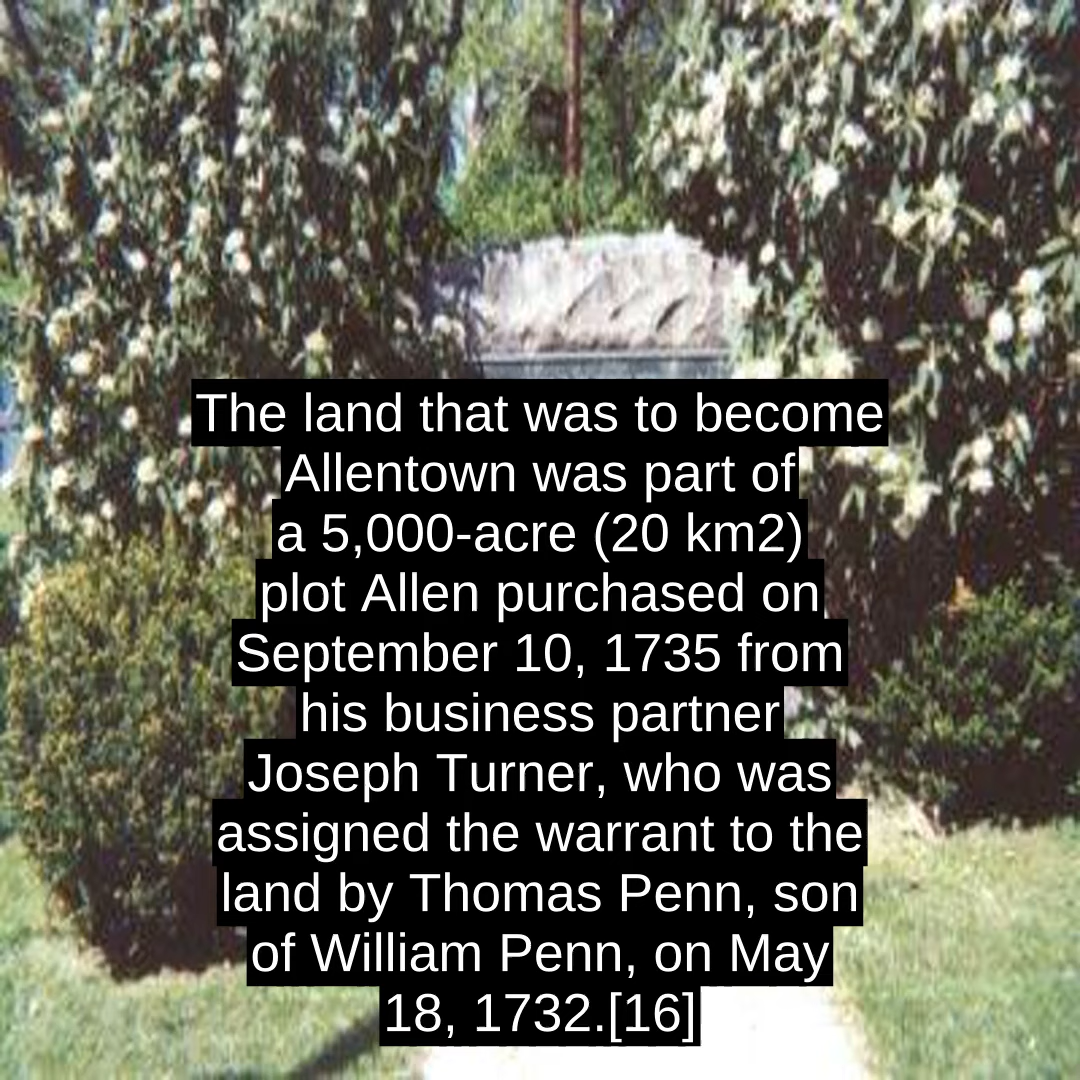 The land that was to become
Allentown was part of
a 5,000-acre (20 km2)
plot Allen purchased on
September 10, 1735 from
his business partner
Joseph Turner, who was
assigned the warrant to the
land by Thomas Penn, son
of William Penn, on May
18, 1732.[16]